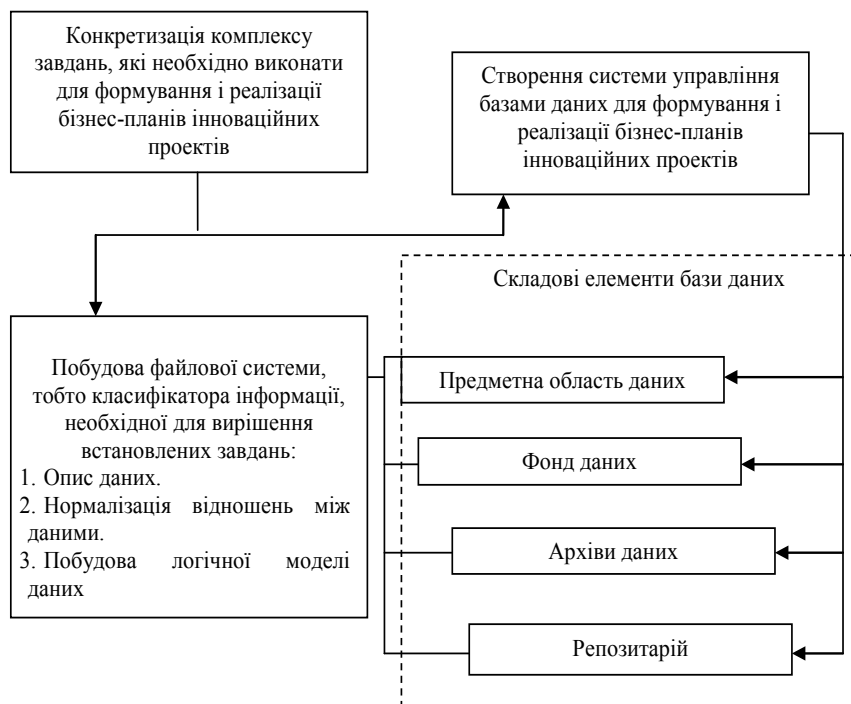 Конкретизація комплексу
завдань, які необхідно виконати
для формування і реалізації
бізнес-планів інноваційних
проектів
Створення системи управління
базами даних для формування і
реалізації бізнес-планів
інноваційних проектів
Складові елементи бази даних
Побудова файлової системи,
тобто класифікатора інформації,
необхідної для вирішення
встановлених завдань:
1. Опис даних.
2. Нормалізація відношень між
даними.
3. Побудова логічної моделі
даних
Предметна область даних
Фонд даних
Архіви даних
Репозитарій